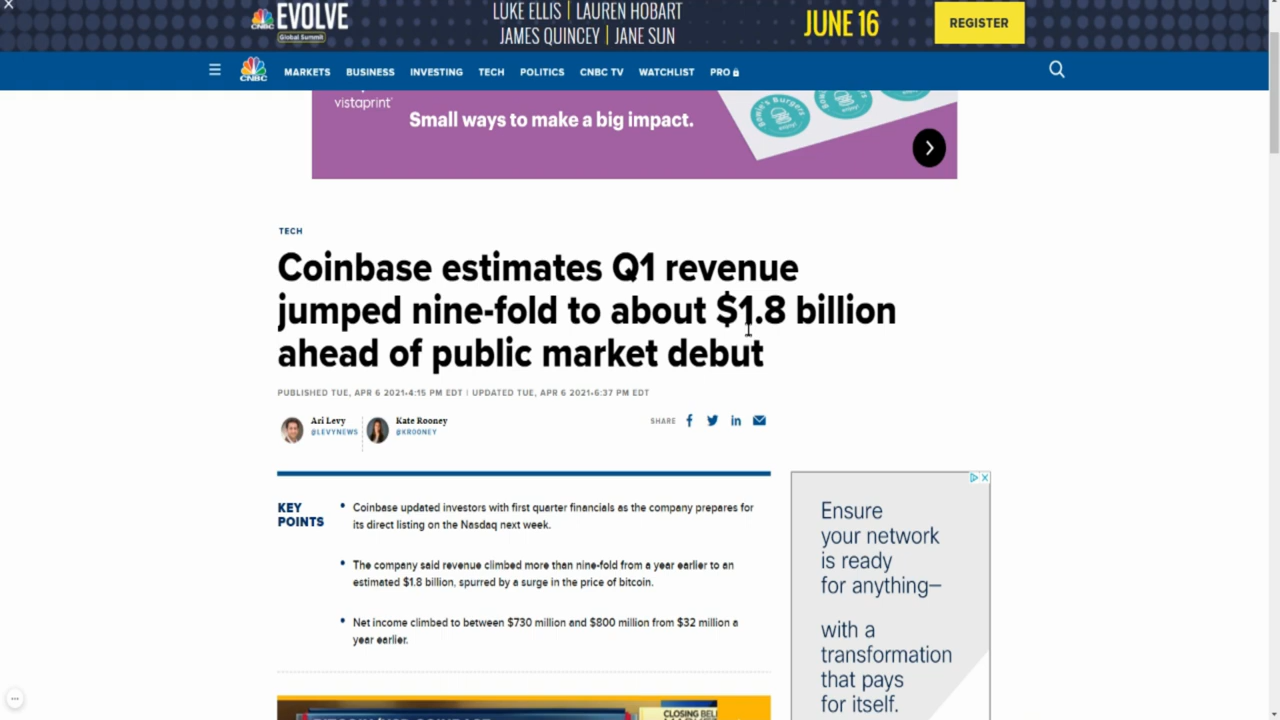 CNBC EVOLVE
Global Summit
LUKE ELLIS | LAUREN HOBART
JAMES QUINCEY | JANE SUN
JUNE 16
REGISTER
CNBC
MARKETS BUSINESS INVESTING TECH POLITICS CNBC TV WATCHLIST PRO
vistaprint
Small ways to make a big impact.
TECH
Coinbase estimates Q1 revenue
jumped nine-fold to about $1.8 billion
ahead of public market debut
PUBLISHED TUE, APR 6 2021•4:15 PM EDT | UPDATED TUE, APR 6 2021•6:37 PM EDT
Ari Levy
@LEVYNEWS
Kate Rooney
@KROONEY
SHARE
KEY
POINTS
• Coinbase updated investors with first quarter financials as the company prepares for
its direct listing on the Nasdaq next week.
• The company said revenue climbed more than nine-fold from a year earlier to an
estimated $1.8 billion, spurred by a surge in the price of bitcoin.
• Net income climbed to between $730 million and $800 million from $32 million a
year earlier.
Ensure
your network
is ready
for anything—
with a
transformation
that pays
for itself.
CLOSING BELL